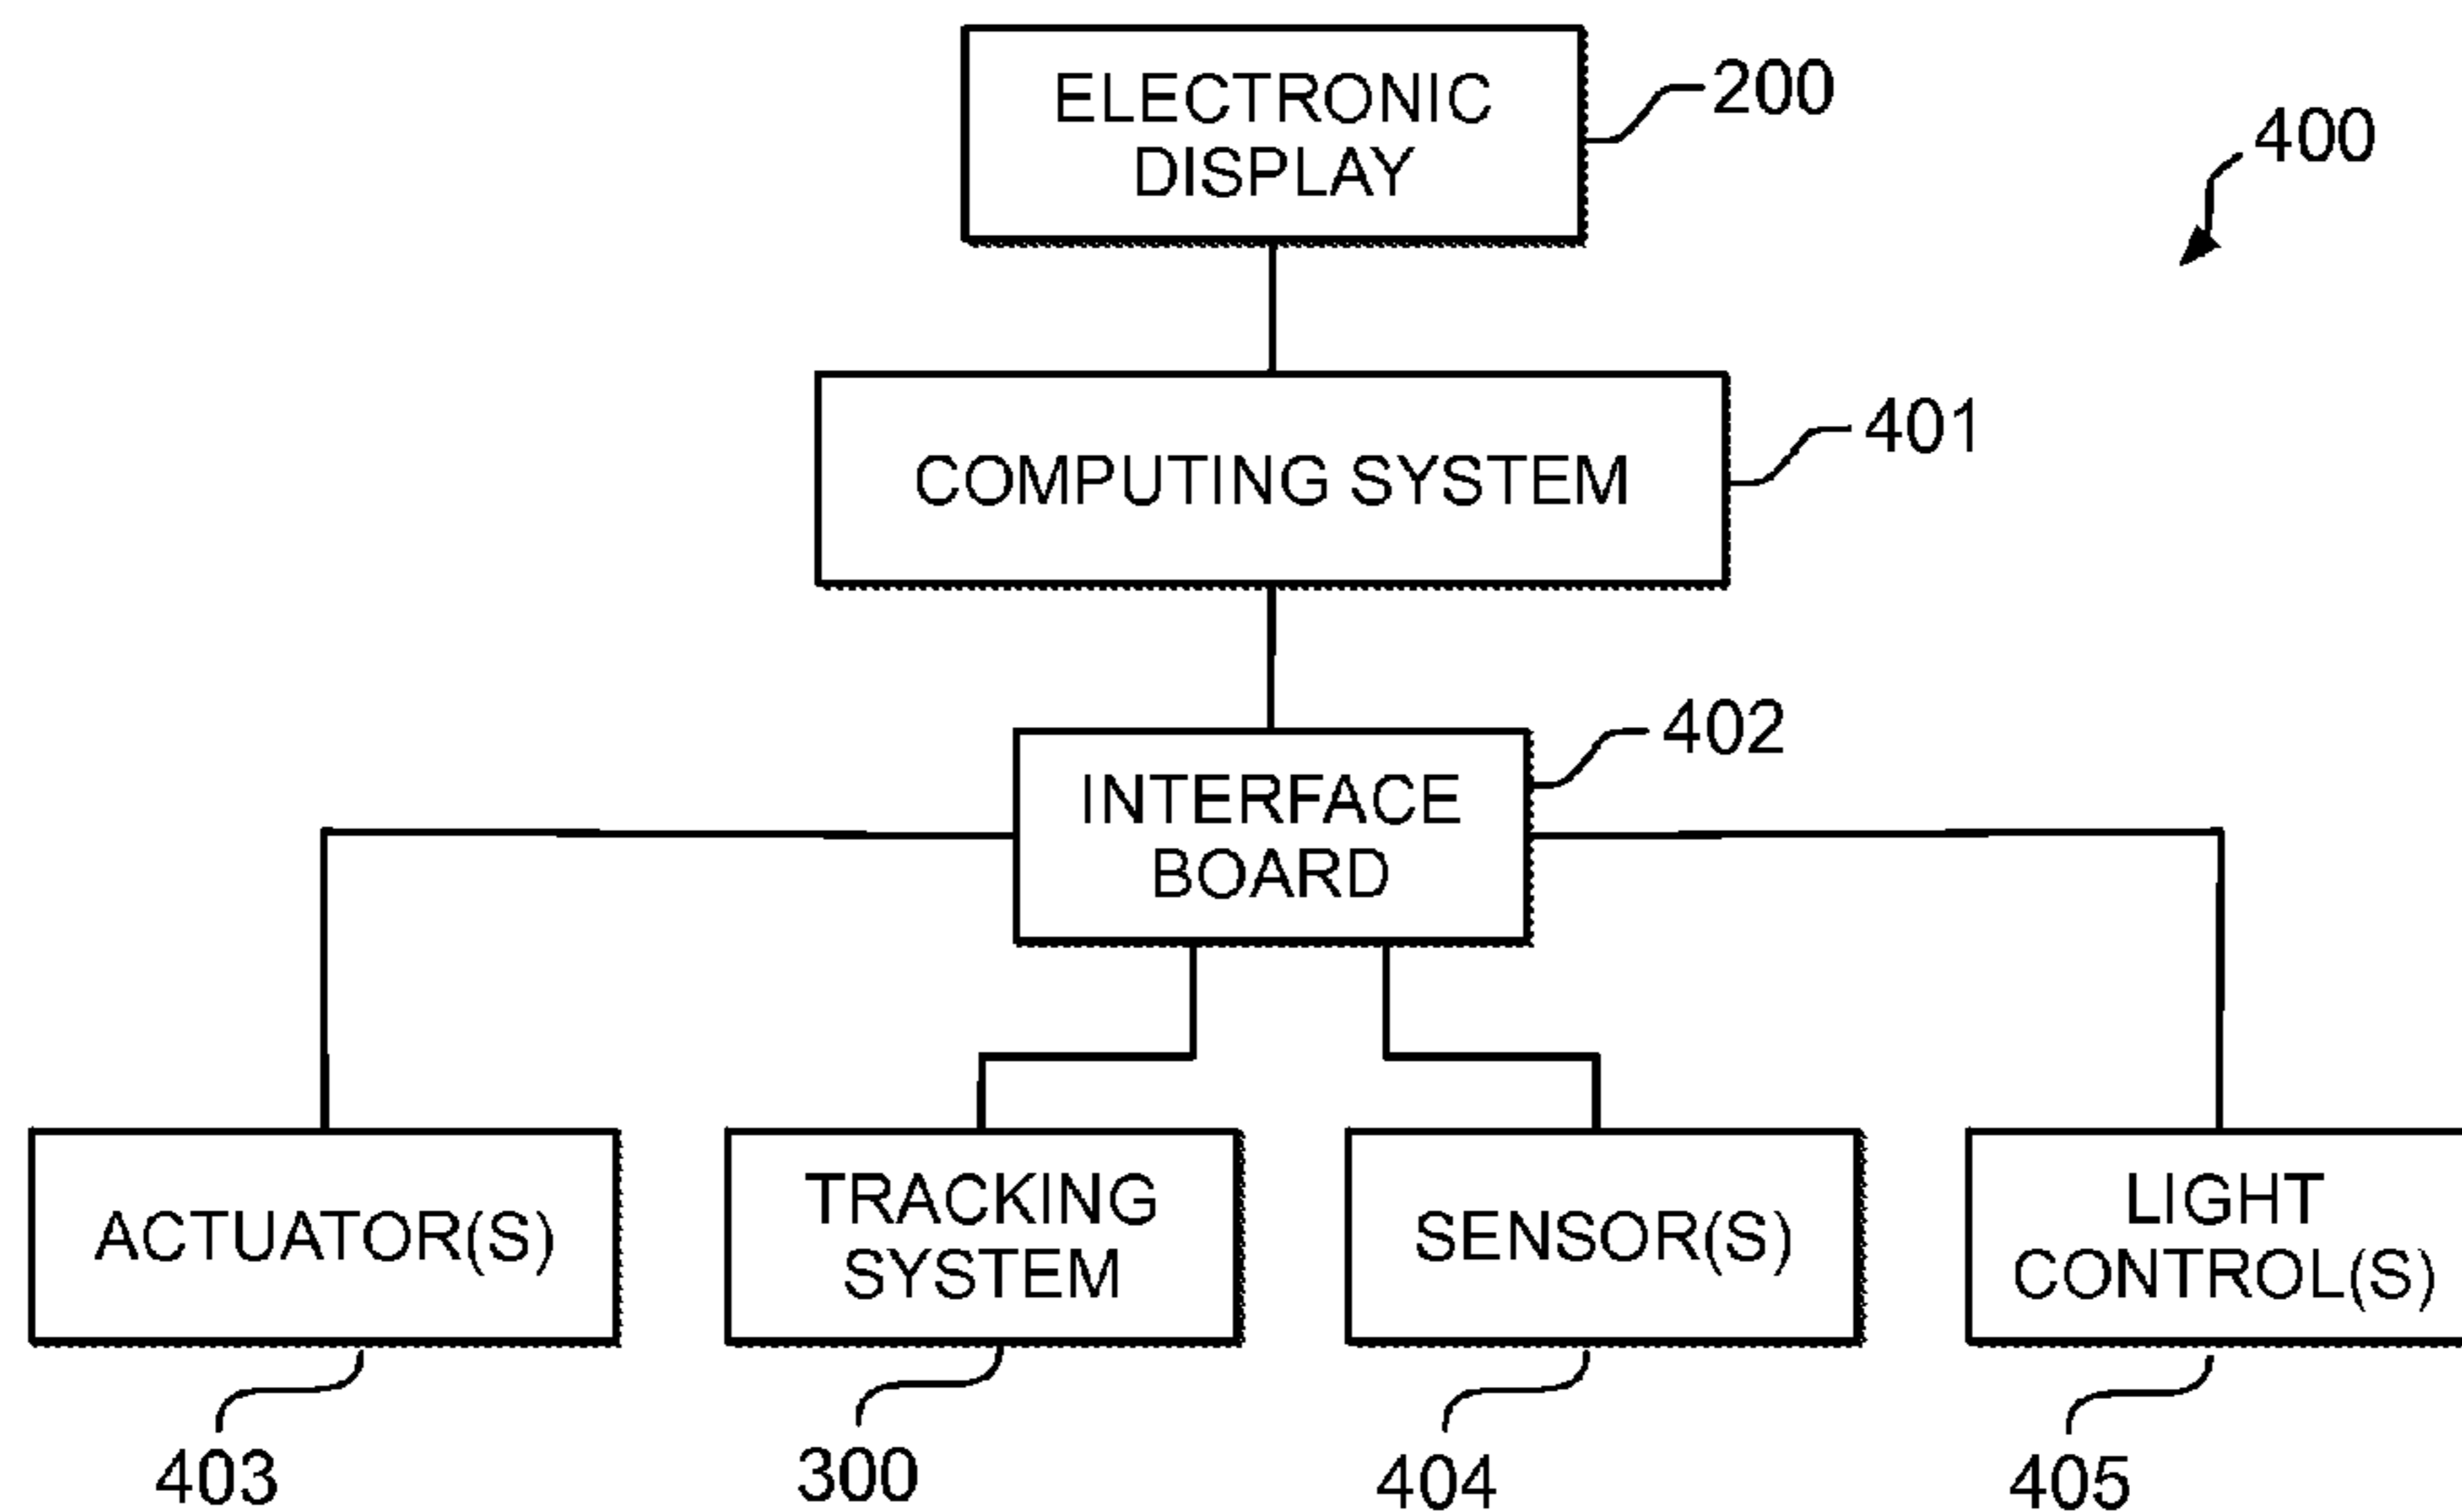 ELECTRONIC
DISPLAY
200
400
COMPUTING SYSTEM
401
402
INTERFACE
BOARD
ACTUATOR(S)
TRACKING
SYSTEM
SENSOR(S)
LIGHT
CONTROL(S)
403
300
404
405